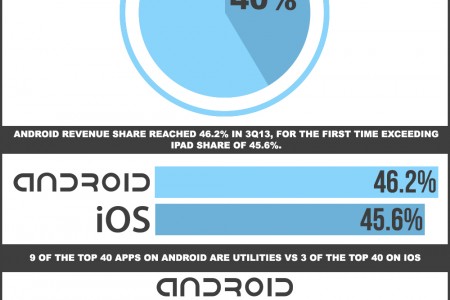 40%
ANDROID REVENUE SHARE REACHED 46.2% IN 3Q13, FOR THE FIRST TIME EXCEEDING
IPAD SHARE OF 45.6%.
ANDROID 46.2%
iOS 45.6%
9 OF THE TOP 40 APPS ON ANDROID ARE UTILITIES VS 3 OF THE TOP 40 ON IOS
ANDROID